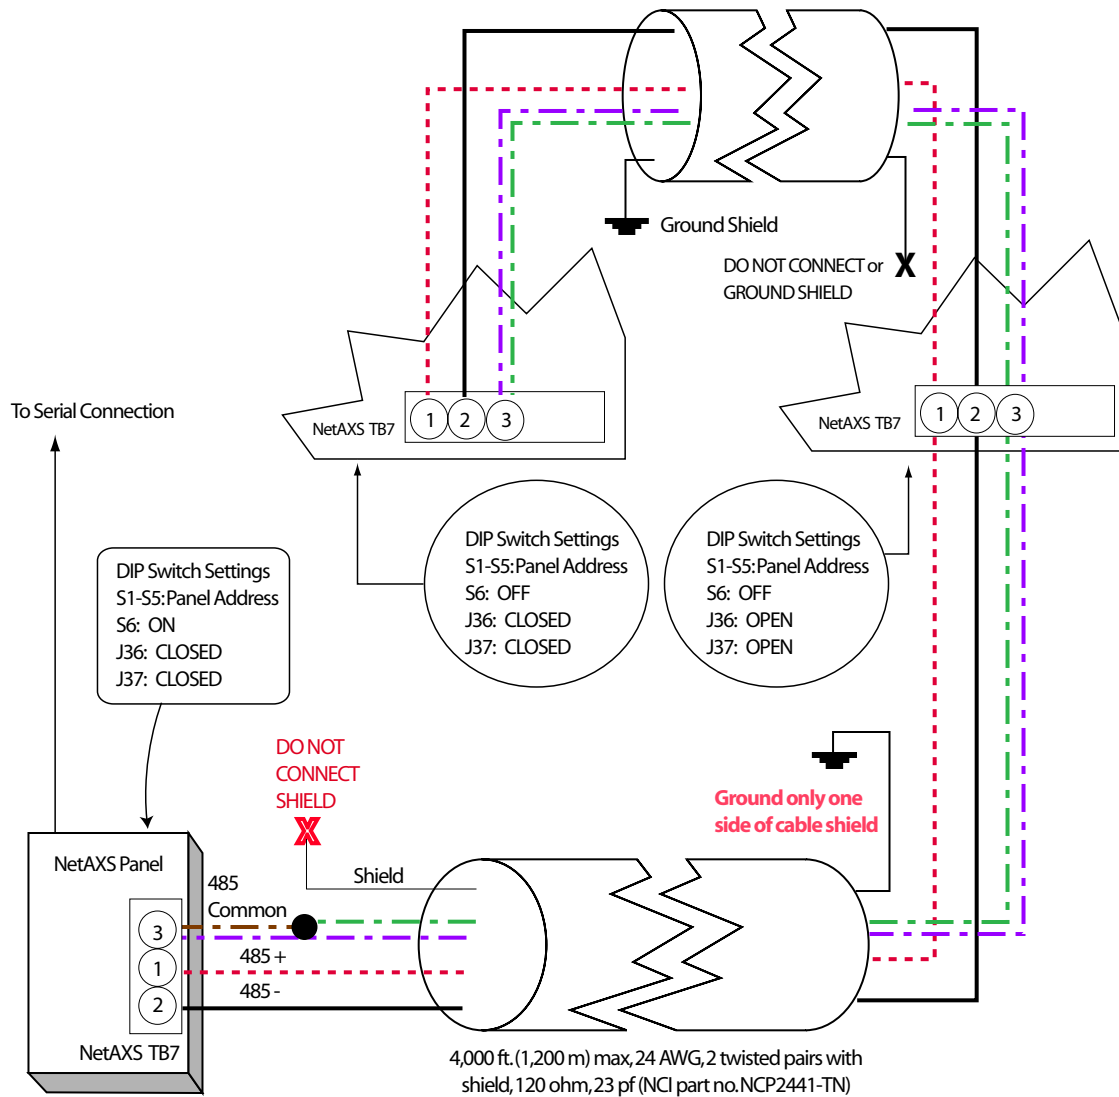 Ground Shield
DO NOT CONNECT or
GROUND SHIELD
X
To Serial Connection
NetAXS TB7
1 2 3
NetAXS TB7
1 2 3
DIP Switch Settings
S1-S5:Panel Address
S6: OFF
J36: CLOSED
J37: CLOSED
DIP Switch Settings
S1-S5:Panel Address
S6: OFF
J36: OPEN
J37: OPEN
DIP Switch Settings
S1-S5:Panel Address
S6: ON
J36: CLOSED
J37: CLOSED
DO NOT
CONNECT
SHIELD
X
Ground only one
side of cable shield
NetAXS Panel
Shield
485
Common
3
485 +
1
485 -
2
NetAXS TB7
4,000 ft. (1,200 m) max, 24 AWG, 2 twisted pairs with
shield, 120 ohm, 23 pf (NCI part no. NCP2441-TN)